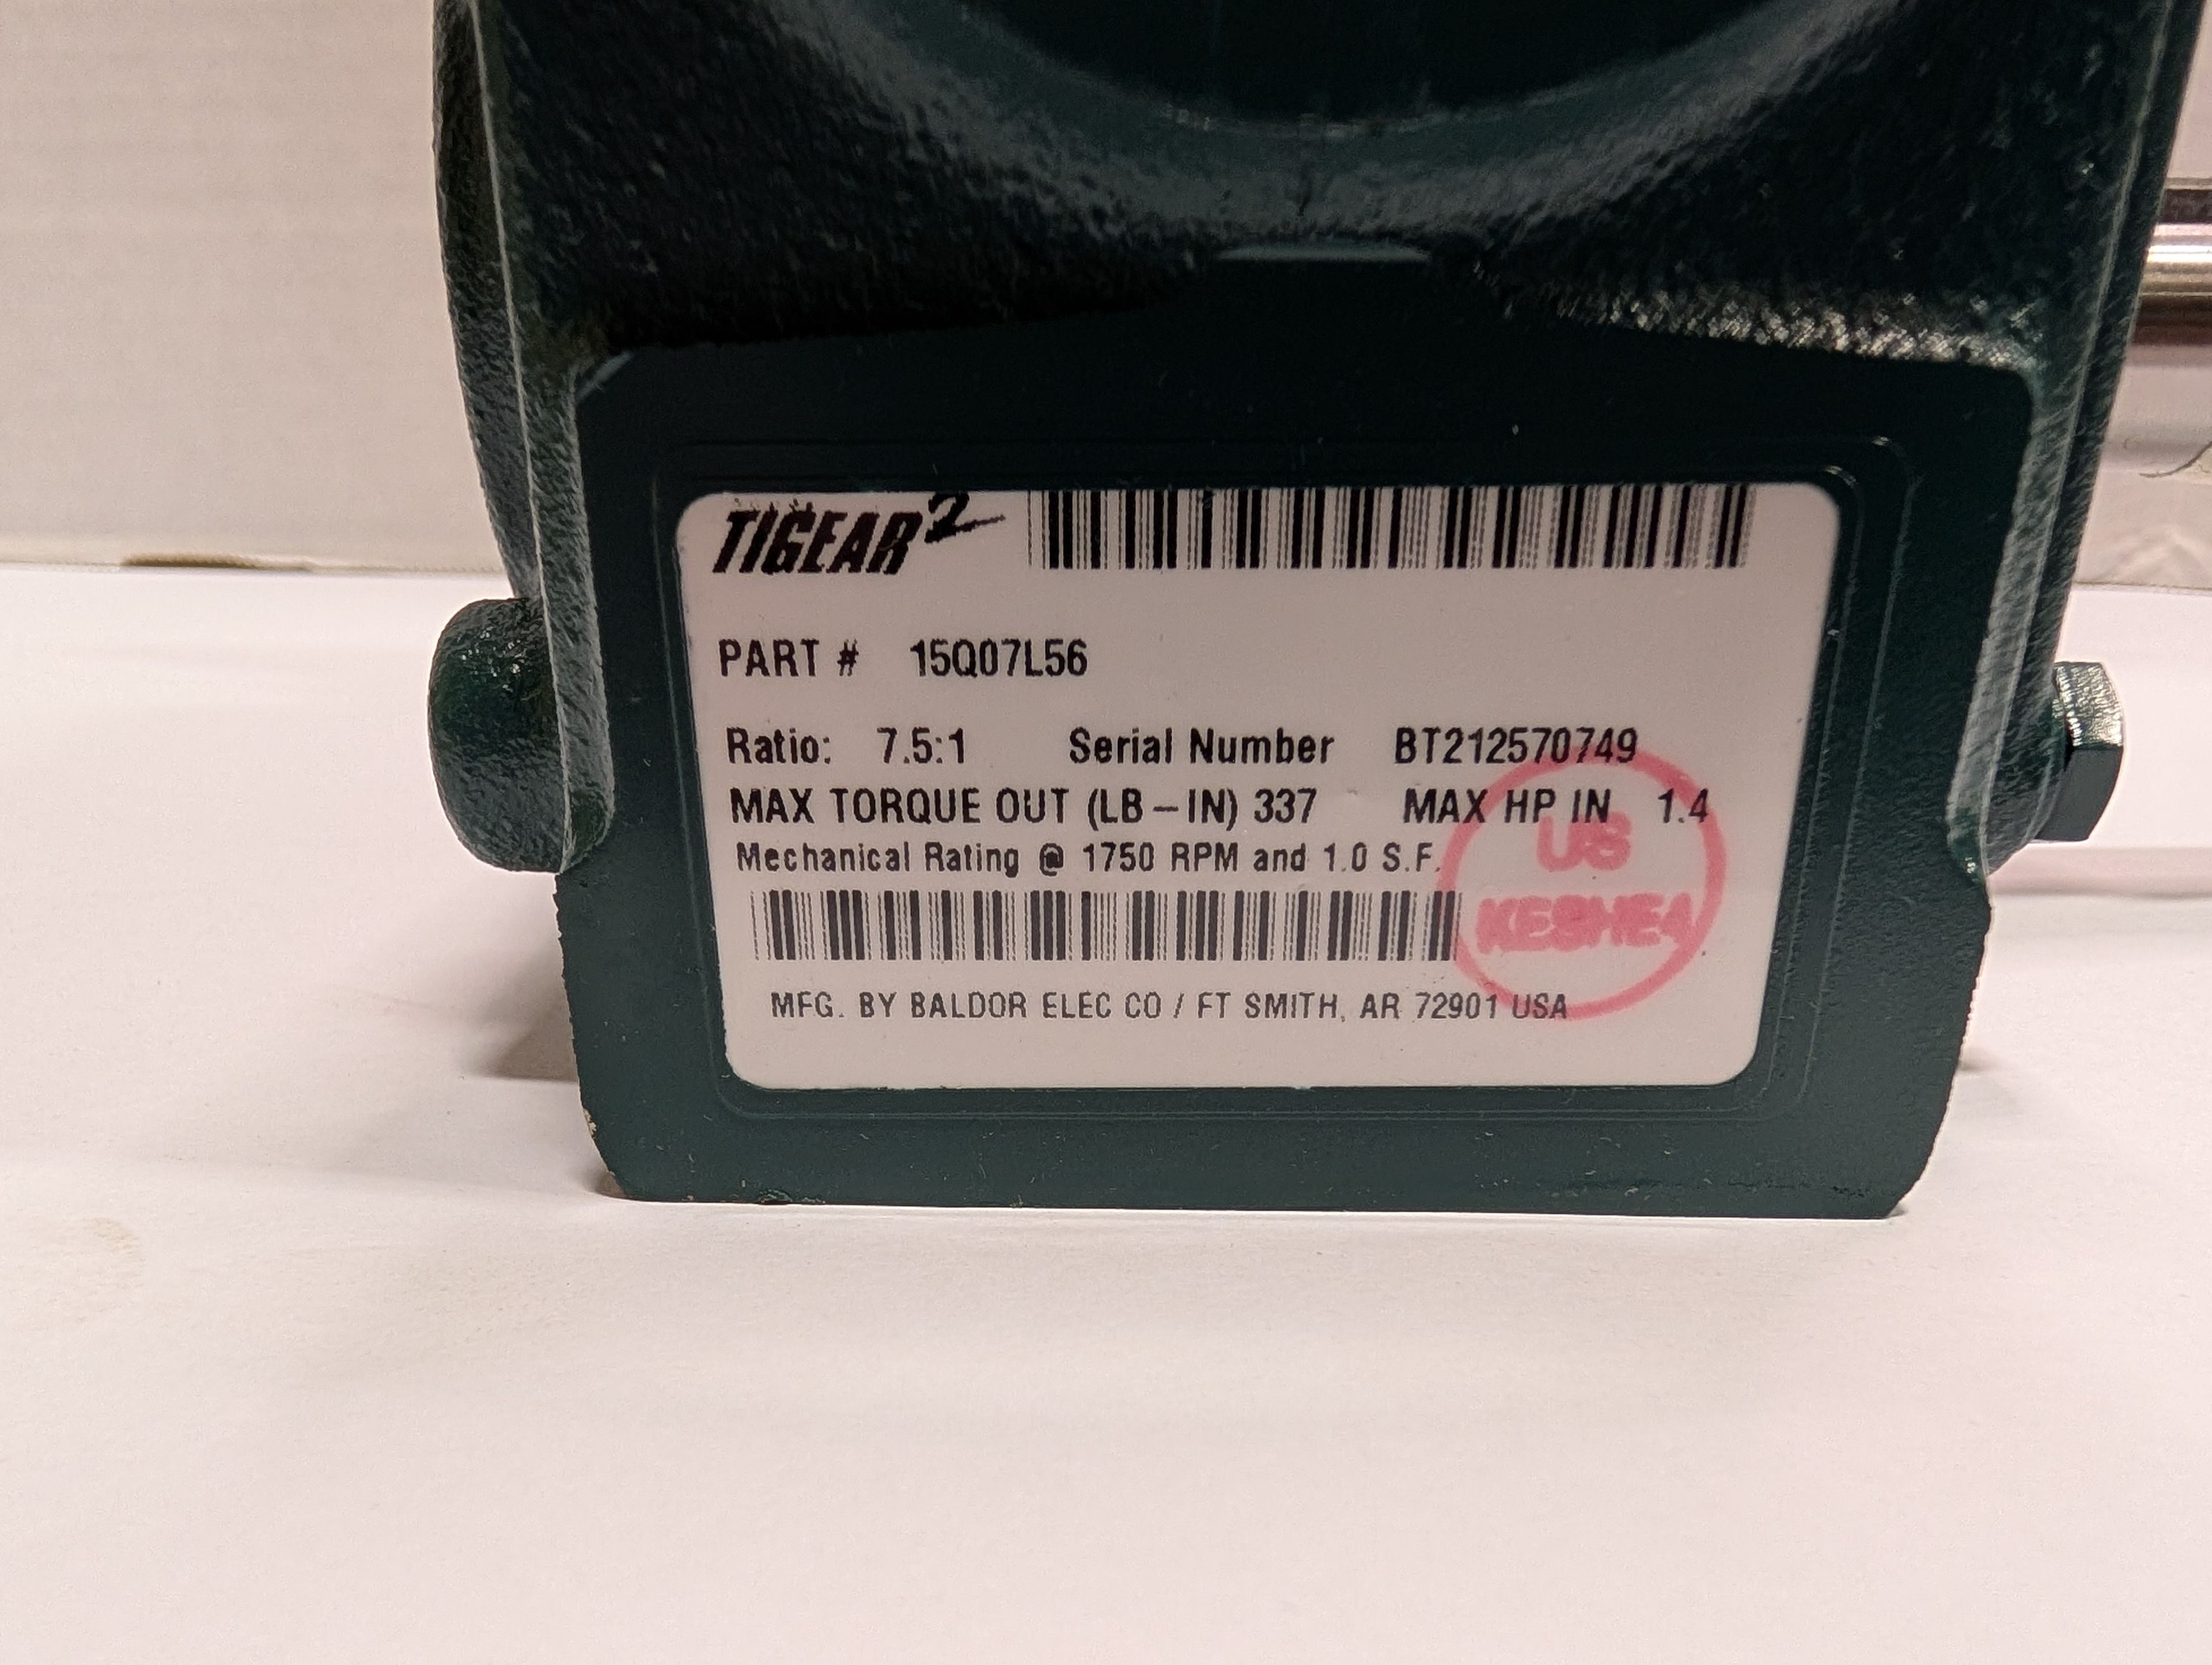 TIGEAR2
PART # 15Q07L56
Ratio: 7.5:1 Serial Number BT212570749
MAX TORQUE OUT (LB-IN) 337 MAX HP IN 1.4
Mechanical Rating @ 1750 RPM and 1.0 S.F.
US
MFG. BY BALDOR ELEC CO / FT SMITH, AR 72901 USA